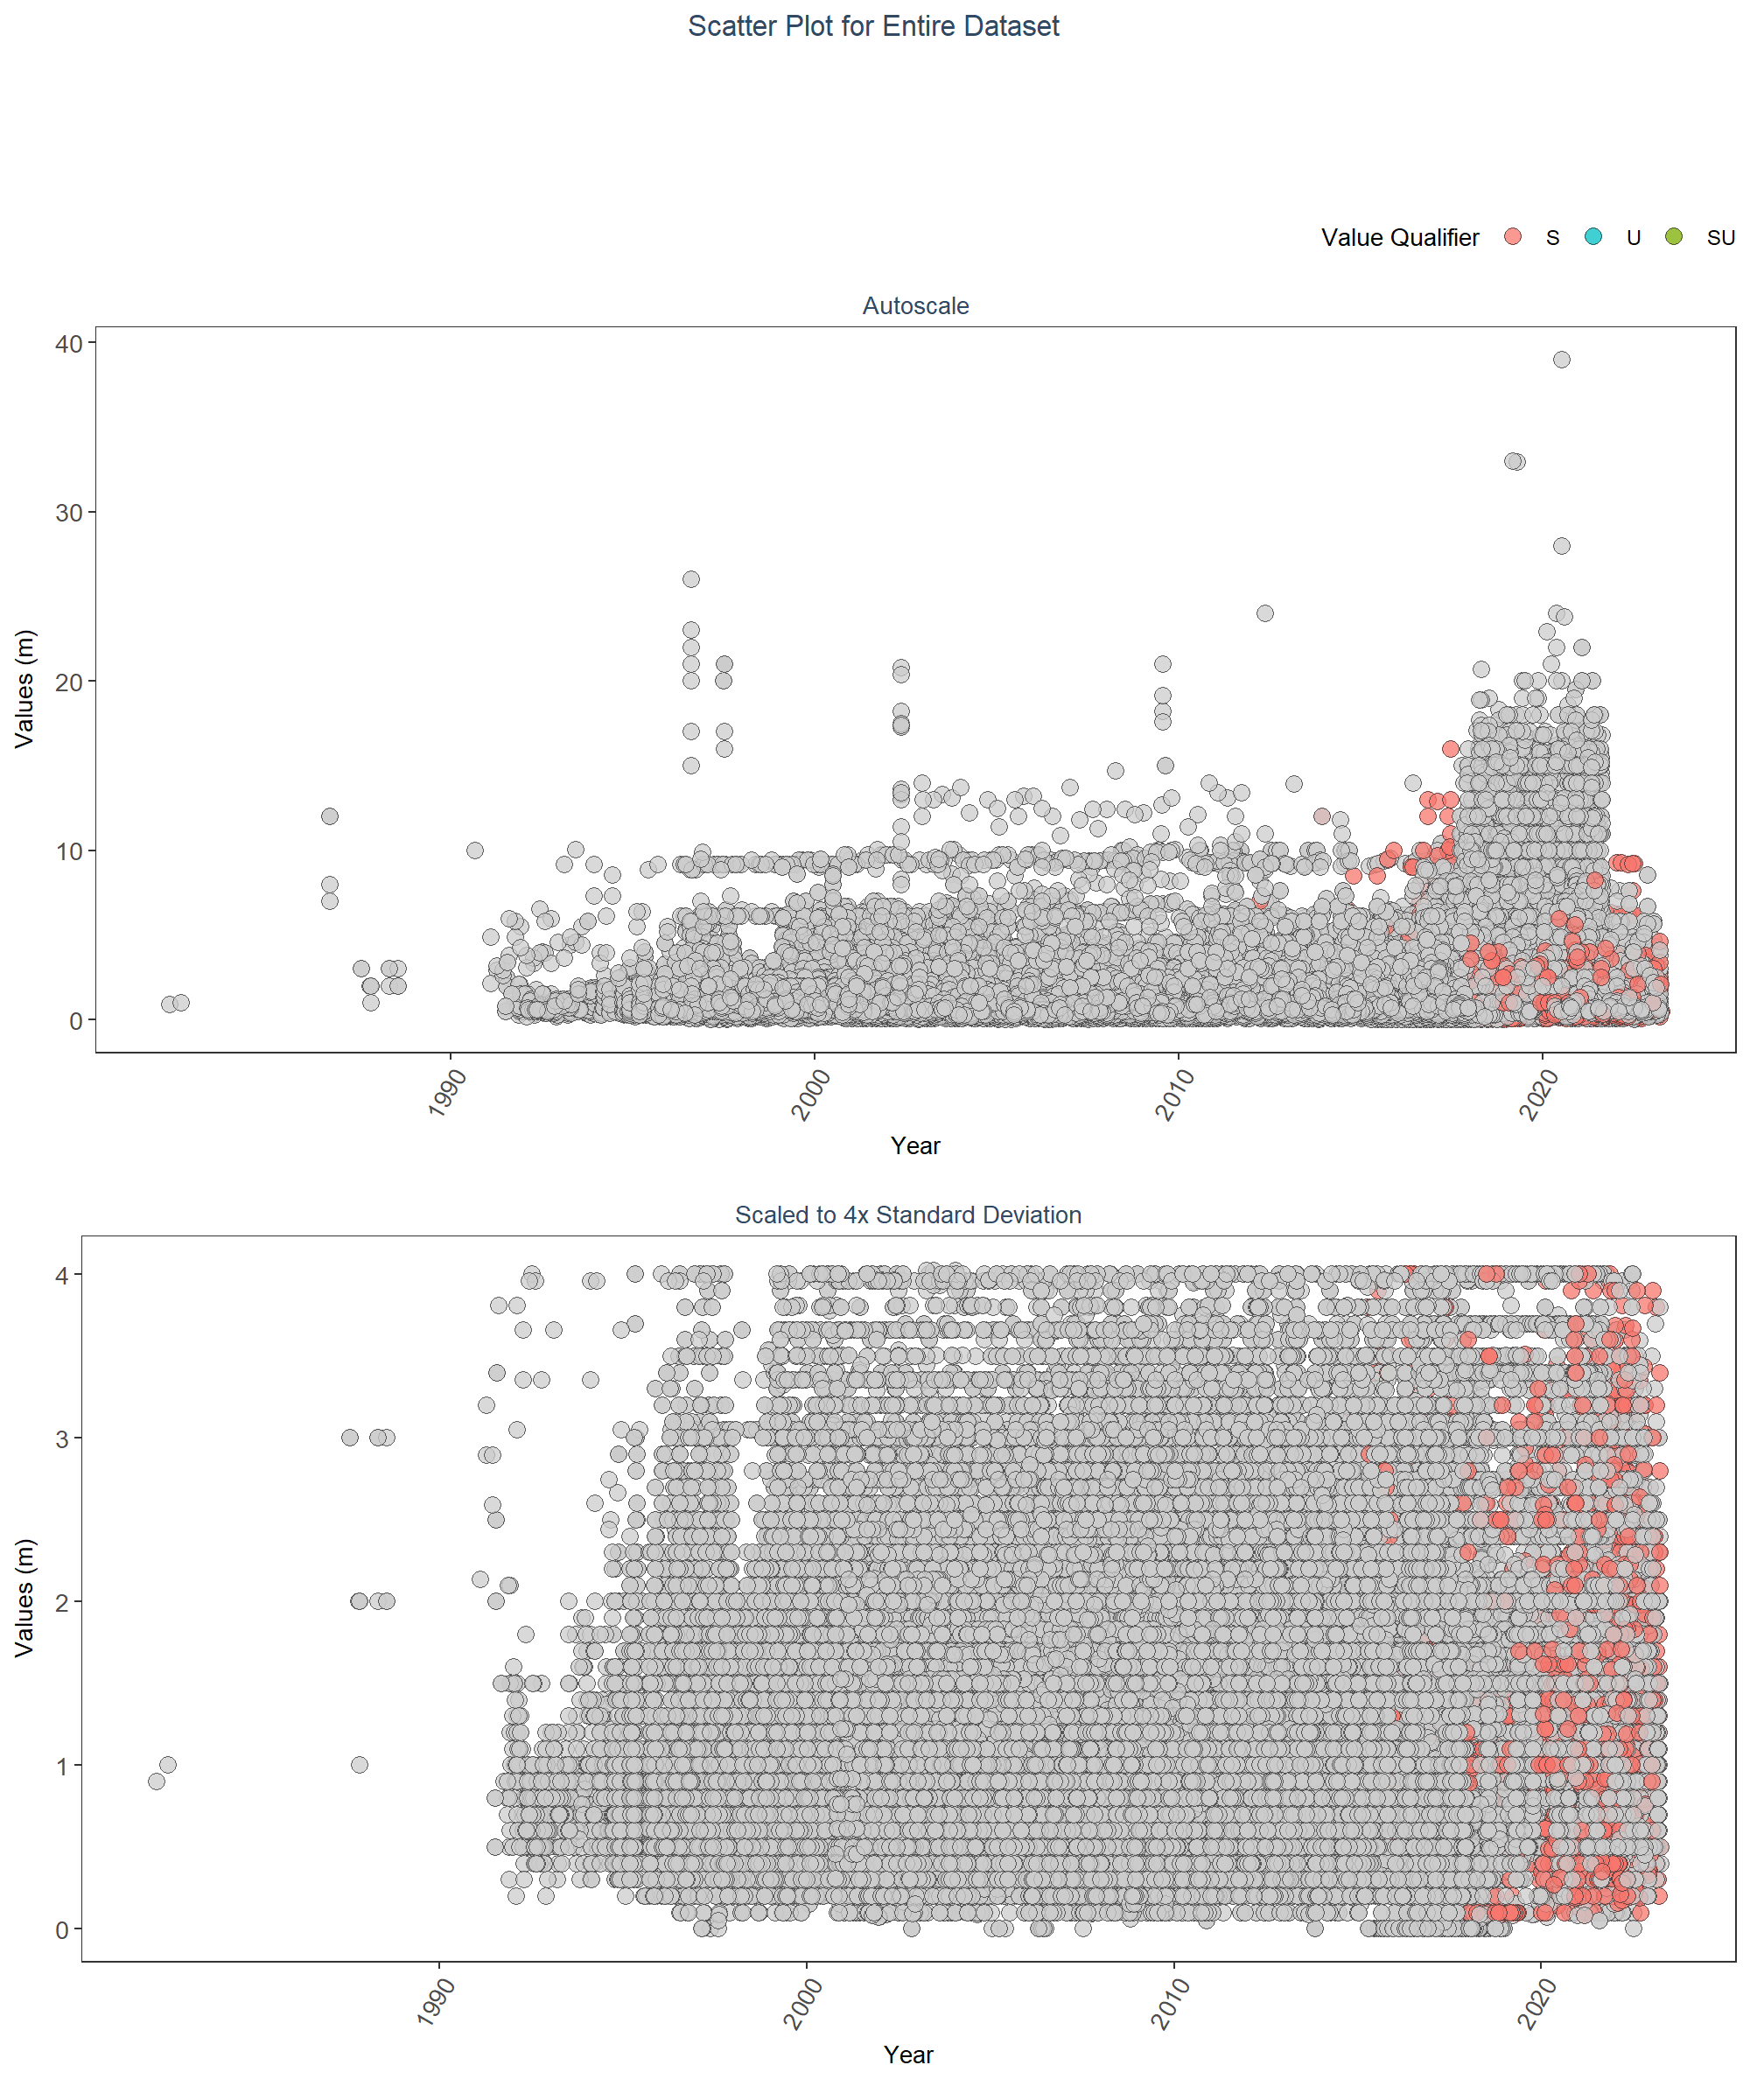 Scatter Plot for Entire Dataset
Value Qualifier S U SU
Autoscale
40
30
20
10
0
Values (m)
1990 2000 2010 2020
Year
Scaled to 4x Standard Deviation
4
3
2
1
0
Values (m)
1990 2000 2010 2020
Year